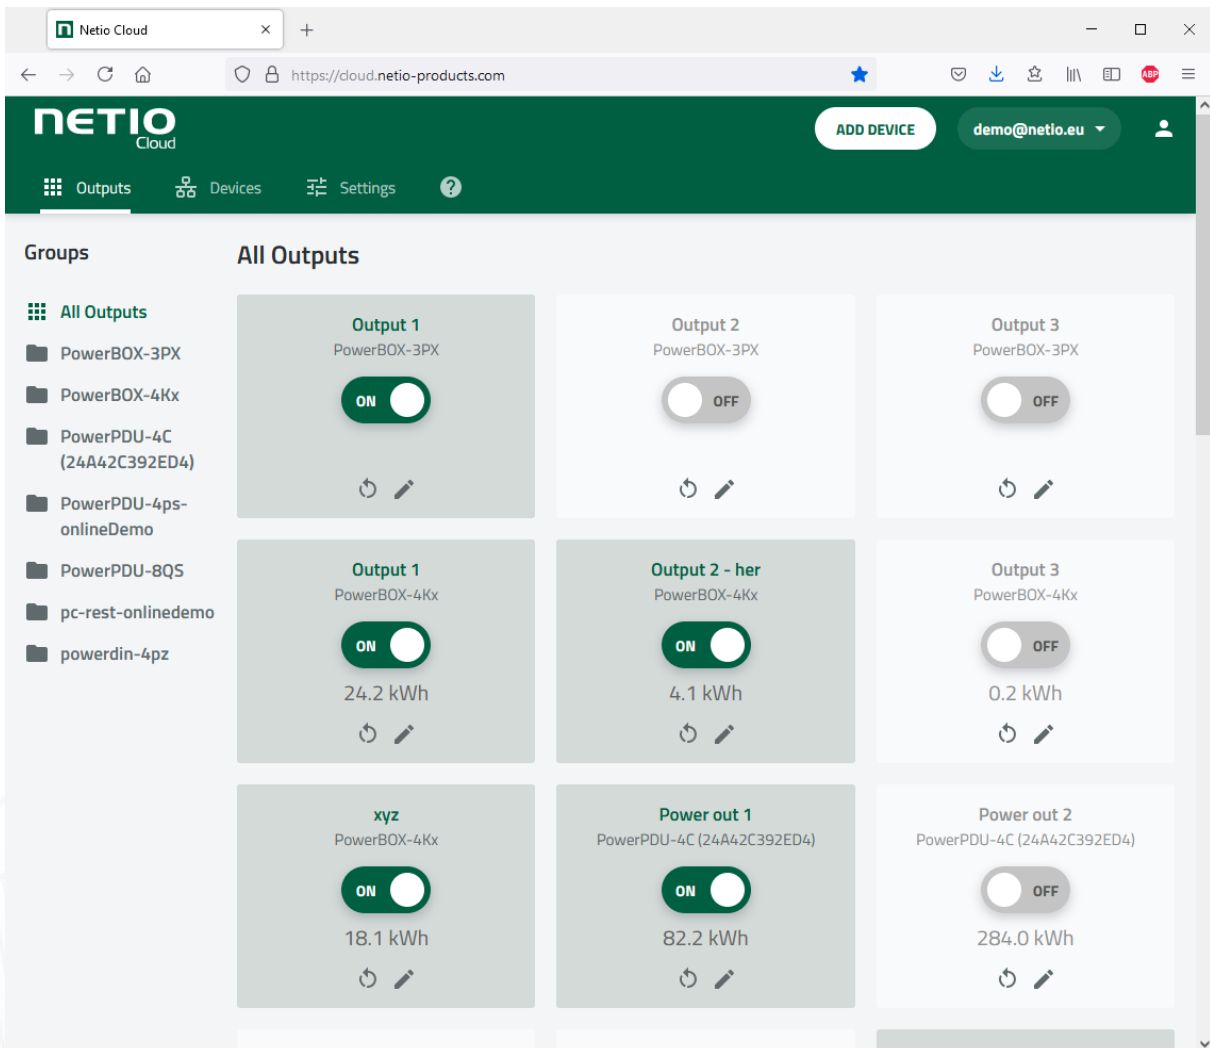 Netio Cloud
https://cloud.netio-products.com
ABP
NETIO
Cloud
ADD DEVICE
demo@netio.eu
Outputs
Devices
Settings
?
Groups
All Outputs
PowerBOX-3PX
PowerBOX-4Kx
PowerPDU-4C
(24A42C392ED4)
PowerPDU-4ps-
onlineDemo
PowerPDU-8QS
pc-rest-onlinedemo
powerdin-4pz
All Outputs
Output 1
PowerBOX-3PX
ON
Output 2
PowerBOX-3PX
OFF
Output 3
PowerBOX-3PX
OFF
Output 1
PowerBOX-4Kx
ON
24.2 kWh
Output 2 - her
PowerBOX-4Kx
ON
4.1 kWh
Output 3
PowerBOX-4Kx
OFF
0.2 kWh
xyz
PowerBOX-4Kx
ON
18.1 kWh
Power out 1
PowerPDU-4C (24A42C392ED4)
ON
82.2 kWh
Power out 2
PowerPDU-4C (24A42C392ED4)
OFF
284.0 kWh